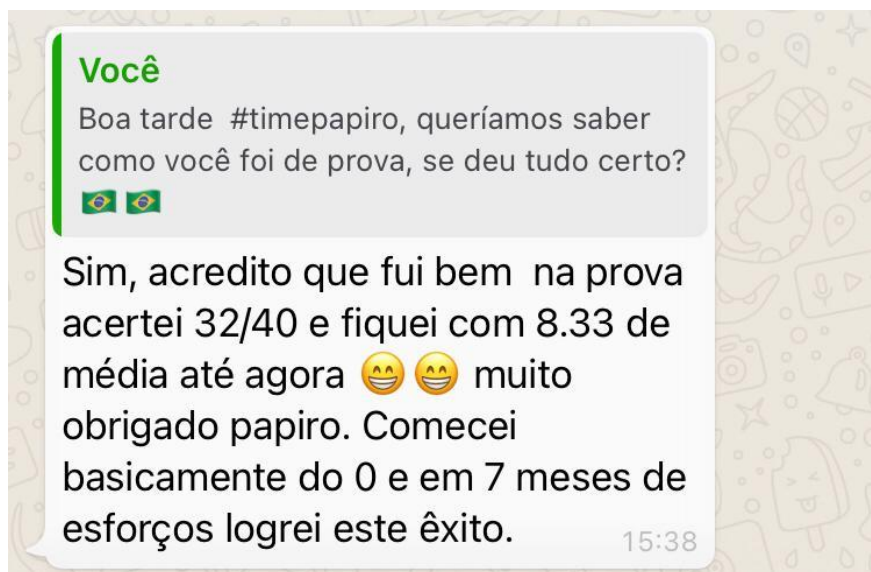 Você
Boa tarde  #timepapiro, queríamos saber
como você foi de prova, se deu tudo certo?
🇧🇷 🇧🇷
Sim, acredito que fui bem  na prova
acertei 32/40 e fiquei com 8.33 de
média até agora 😁😁 muito
obrigado papiro. Comecei
basicamente do 0 e em 7 meses de
esforços logrei este êxito.
15:38